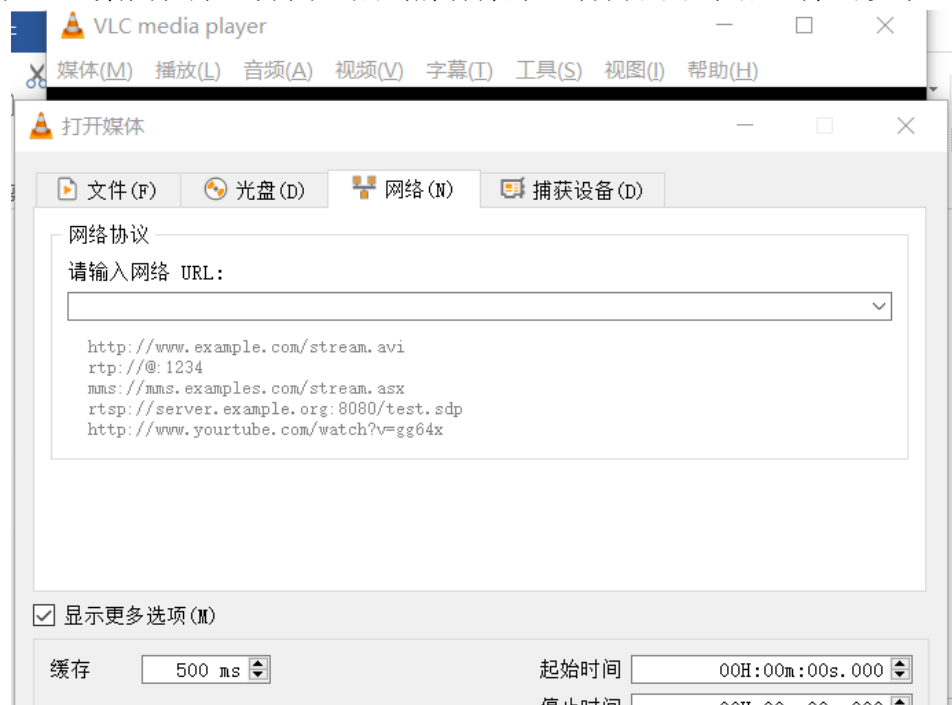 VLC media player
媒体(M) 播放(L) 音频(A) 视频(V) 字幕(T) 工具(S) 视图(I) 帮助(H)
打开媒体
文件(F) 光盘(D) 网络(N) 捕获设备(D)
网络协议
请输入网络 URL:
http://www.example.com/stream.avi
rtp://@:1234
mms://mms.examples.com/stream.asx
rtsp://server.example.org:8080/test.sdp
http://www.yourtube.com/watch?v=gg64x
显示更多选项(M)
缓存 500 ms 起始时间 00H:00m:00s.000
停止时间